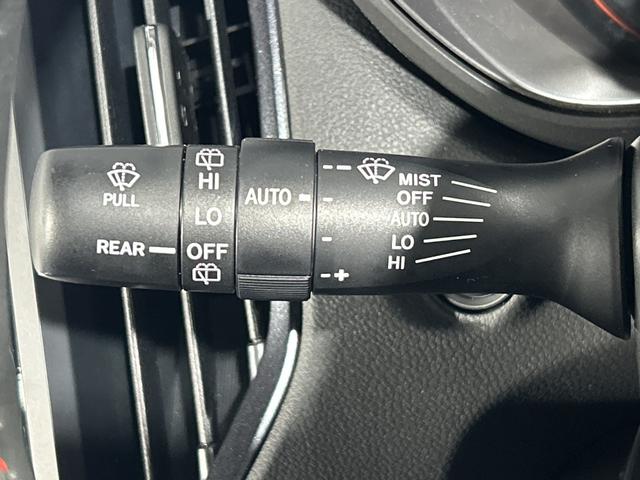 PULL
REAR
HI
LO
OFF
AUTO
- –
-
-
- +
MIST
OFF
AUTO
LO
HI